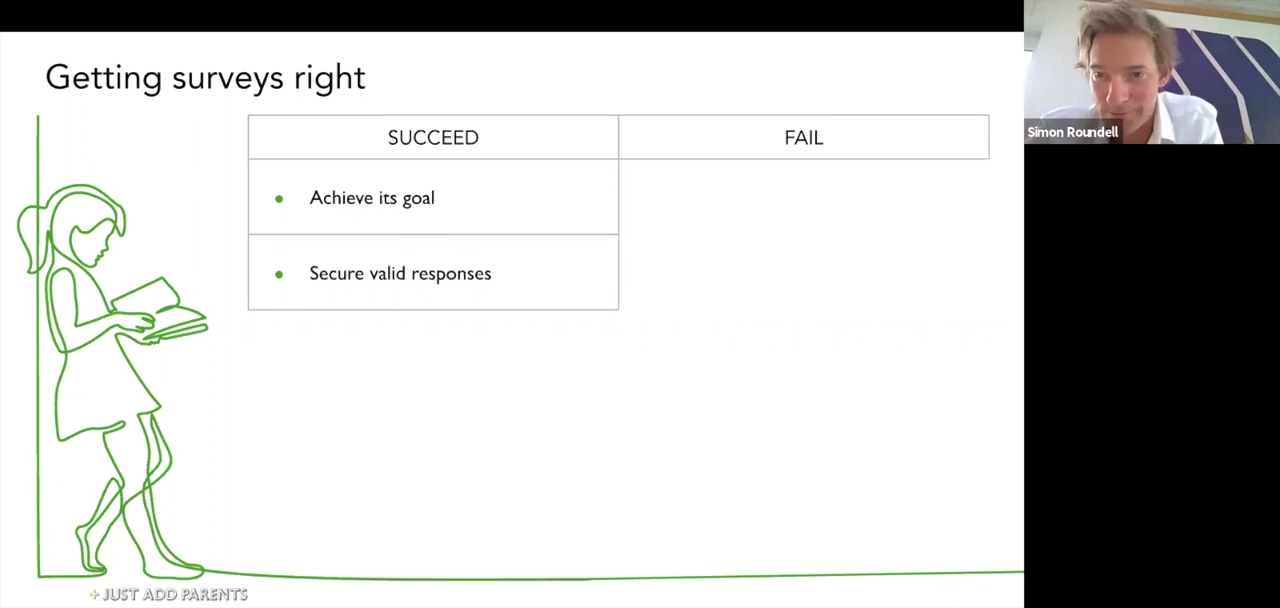 Getting surveys right
SUCCEED
FAIL
• Achieve its goal
• Secure valid responses
Simon Roundell
+ JUST ADD PARENTS